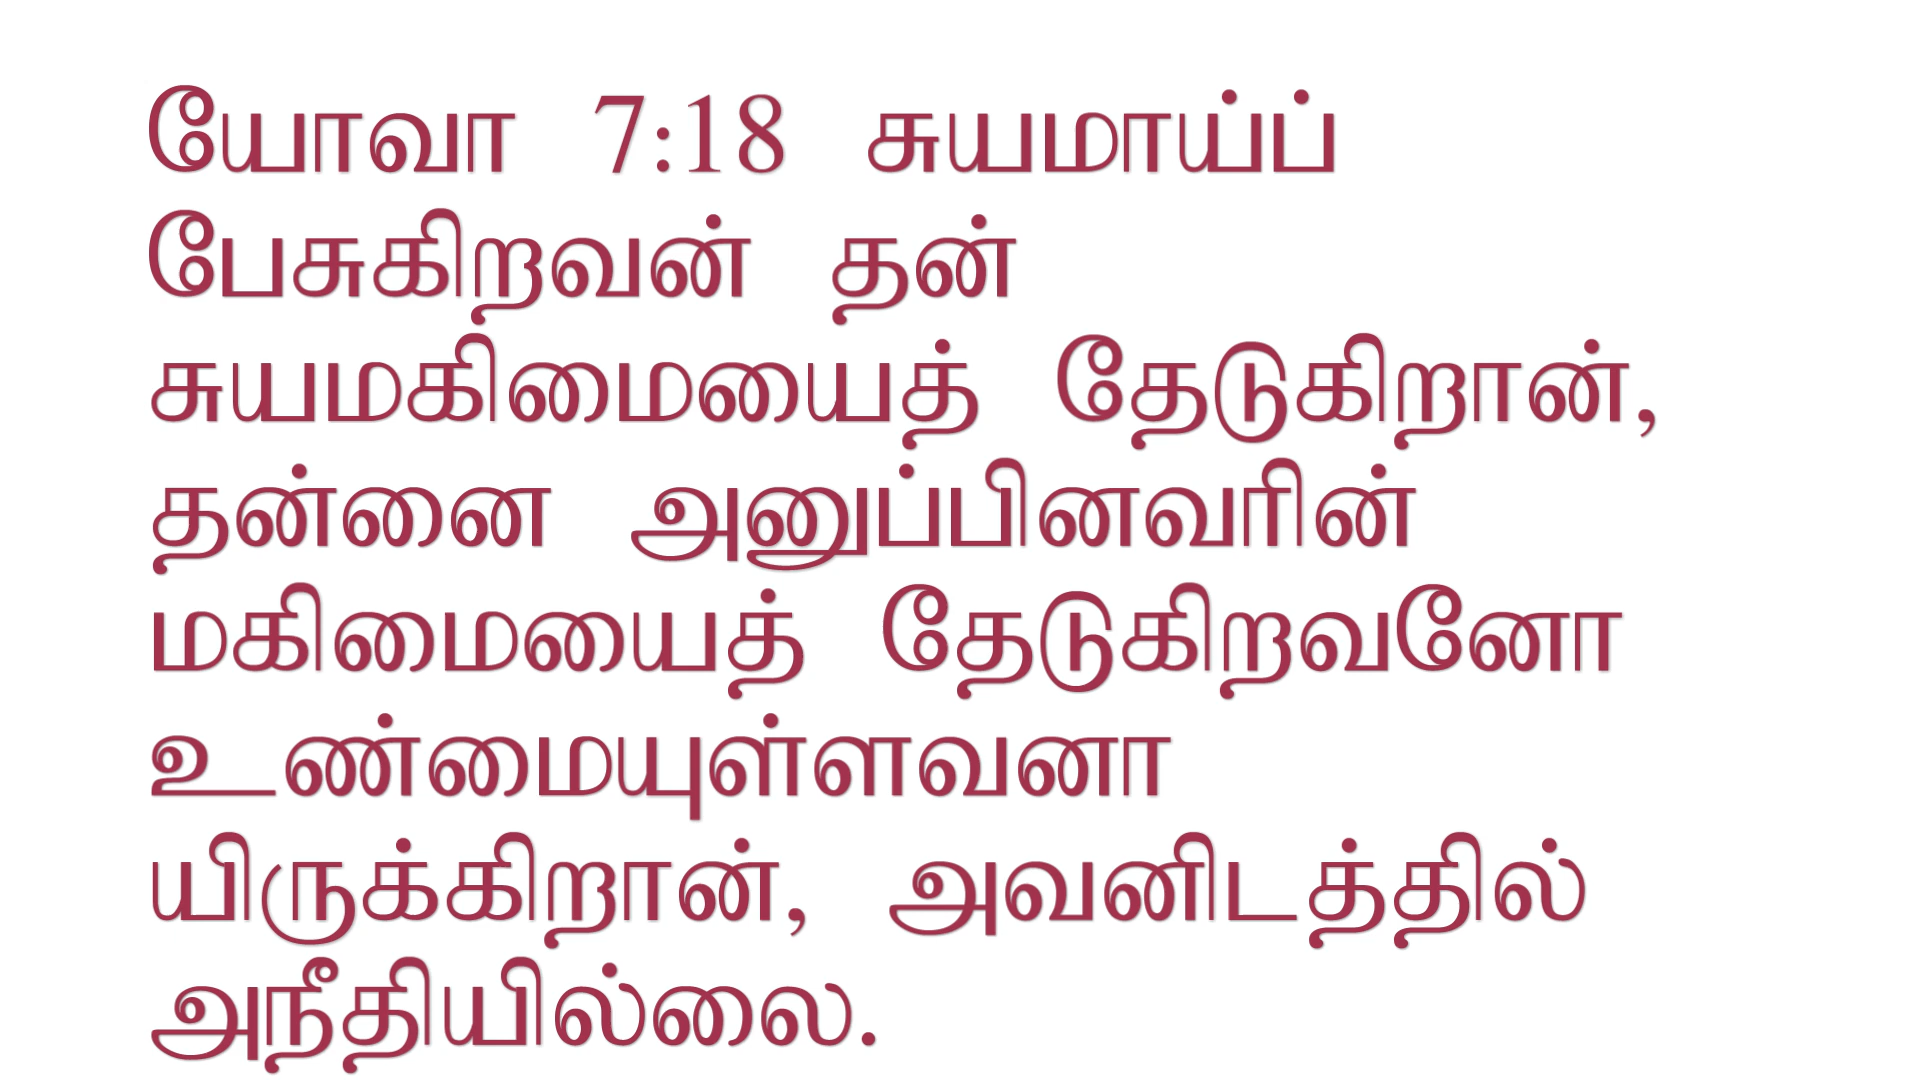 யோவா 7:18 சுயமாய்ப்
பேசுகிறவன் தன்
சுயமகிமையைத் தேடுகிறான்,
தன்னை அனுப்பினவரின்
மகிமையைத் தேடுகிறவனோ
உண்மையுள்ளவனா
யிருக்கிறான், அவனிடத்தில்
அநீதியில்லை.